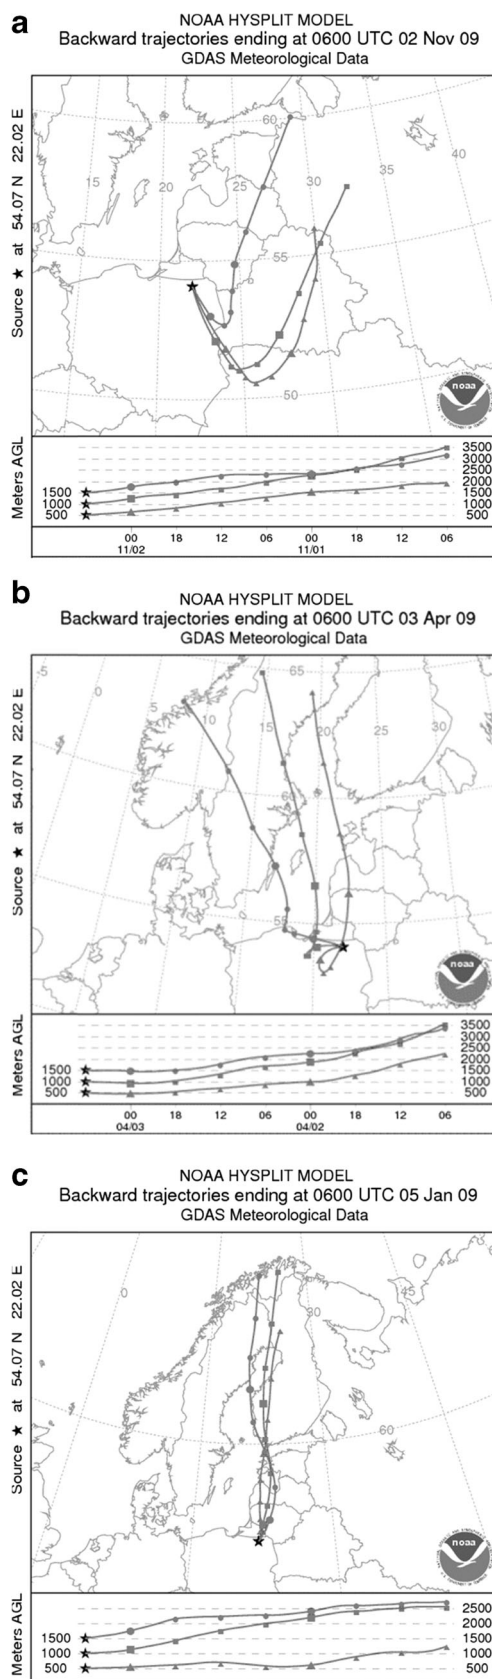 a
NOAA HYSPLIT MODEL
Backward trajectories ending at 0600 UTC 02 Nov 09
GDAS Meteorological Data
Source ★ at 54.07 N 22.02 E
60
40
35
15
20
25
30
55
50
noaa
Meters AGL
3500
3000
2500
2000
1500
1000
500
1500
1000
500
00 18 12 06 00 18 12 06
11/02 11/01
b
NOAA HYSPLIT MODEL
Backward trajectories ending at 0600 UTC 03 Apr 09
GDAS Meteorological Data
Source ★ at 54.07 N 22.02 E
-5
0
5
10
15
20
25
30
65
60
55
noaa
Meters AGL
3500
3000
2500
2000
1500
1000
500
1500
1000
500
00 18 12 06 00 18 12 06
04/03 04/02
c
NOAA HYSPLIT MODEL
Backward trajectories ending at 0600 UTC 05 Jan 09
GDAS Meteorological Data
Source ★ at 54.07 N 22.02 E
0
30
45
60
noaa
Meters AGL
2500
2000
1500
1000
500
1500
1000
500